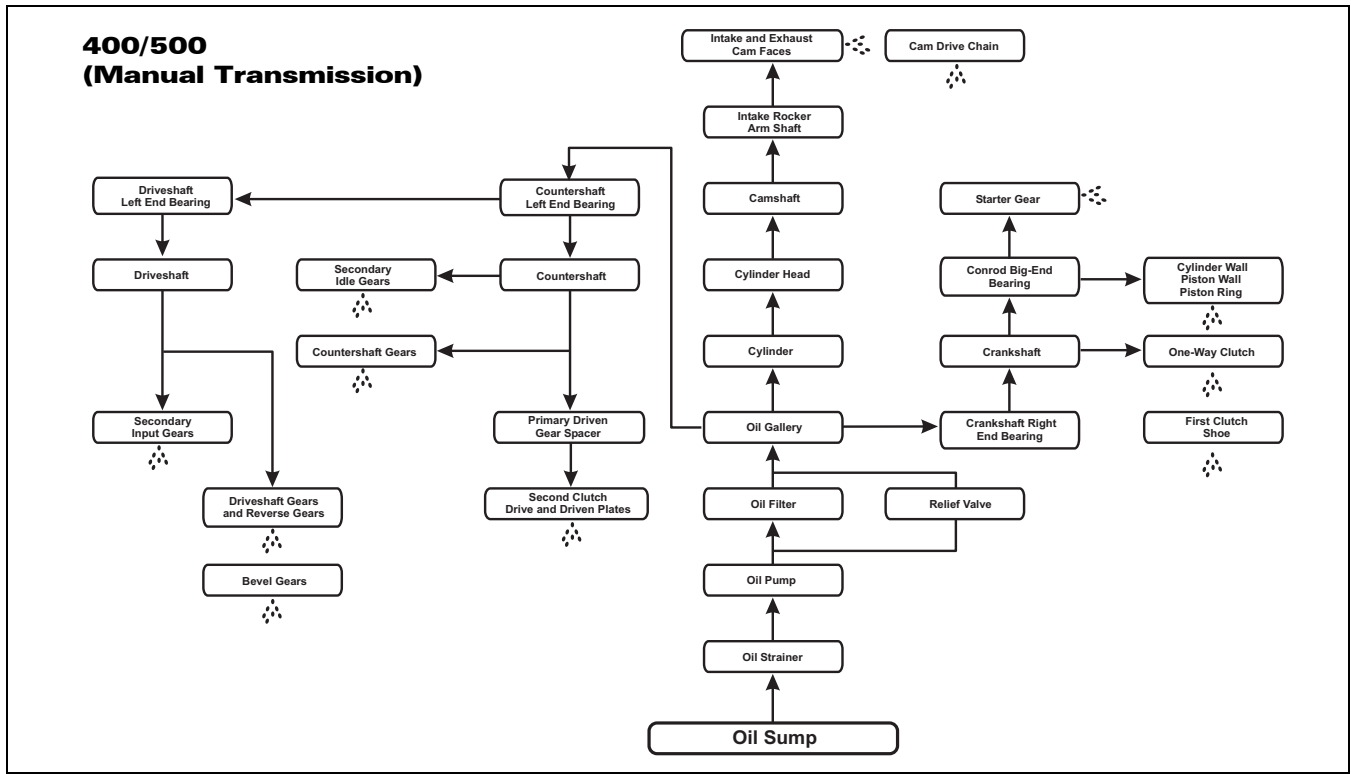 400/500
(Manual Transmission)
Intake and Exhaust
Cam Faces
Cam Drive Chain
Intake Rocker
Arm Shaft
Driveshaft
Left End Bearing
Countershaft
Left End Bearing
Camshaft
Starter Gear
Driveshaft
Secondary
Idle Gears
Countershaft
Cylinder Head
Conrod Big-End
Bearing
Cylinder Wall
Piston Wall
Piston Ring
Countershaft Gears
Cylinder
Crankshaft
One-Way Clutch
Secondary
Input Gears
Primary Driven
Gear Spacer
Oil Gallery
Crankshaft Right
End Bearing
First Clutch
Shoe
Driveshaft Gears
and Reverse Gears
Second Clutch
Drive and Driven Plates
Oil Filter
Relief Valve
Bevel Gears
Oil Pump
Oil Strainer
Oil Sump